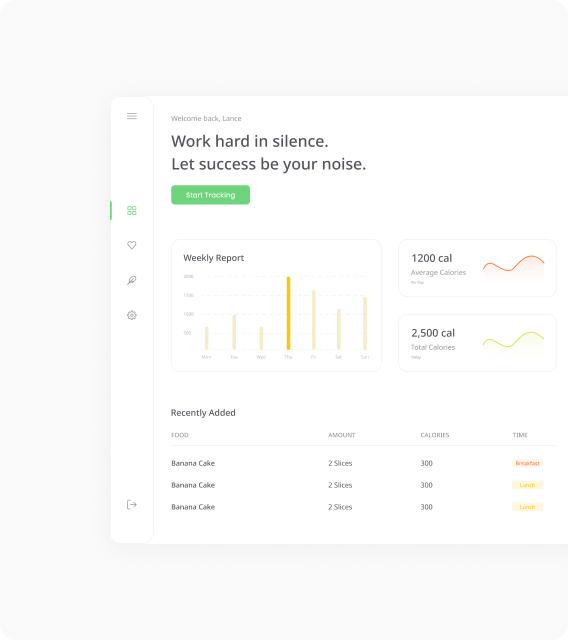 Welcome back, Lance
Work hard in silence.
Let success be your noise.
Start Tracking
Weekly Report
2000
1500
1000
500
Mon
Tue
Wed
Thu
Fri
Sat
Sun
1200 cal
Average Calories
Per Day
2,500 cal
Total Calories
Today
Recently Added
FOOD AMOUNT CALORIES TIME
Banana Cake 2 Slices 300 Breakfast
Banana Cake 2 Slices 300 Lunch
Banana Cake 2 Slices 300 Lunch